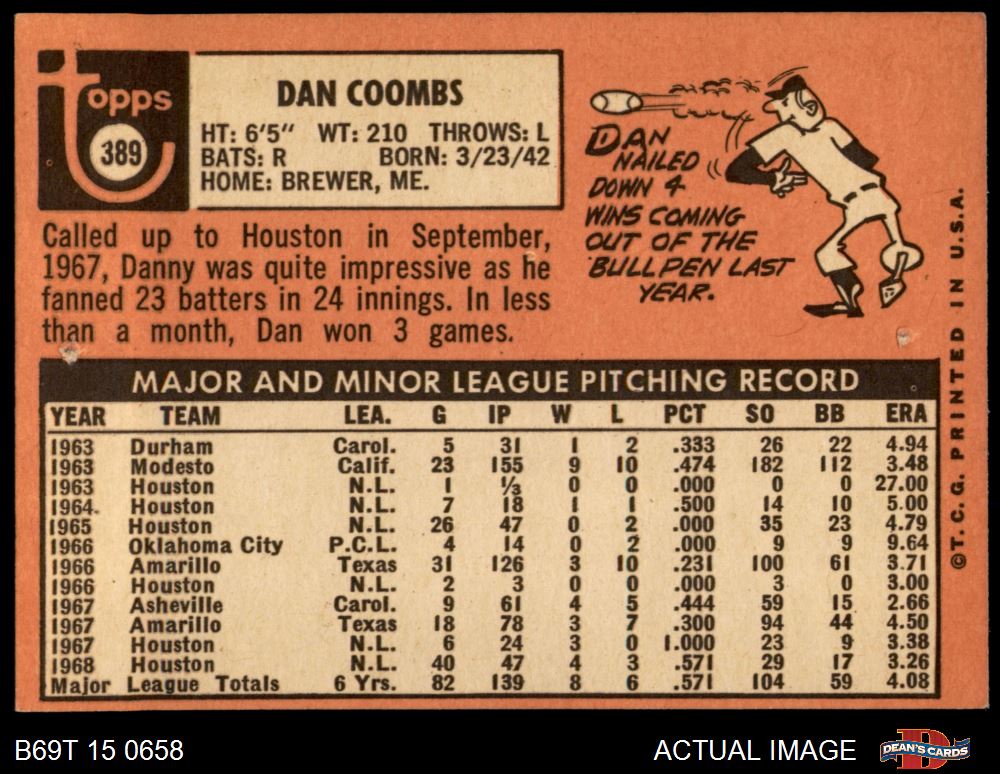 Topps
389
DAN COOMBS
HT: 6'5" WT: 210 THROWS: L
BATS: R BORN: 3/23/42
HOME: BREWER, ME.
DAN
NAILED
DOWN 4
WINS COMING
OUT OF THE
BULLPEN LAST
YEAR.
Called up to Houston in September,
1967, Danny was quite impressive as he
fanned 23 batters in 24 innings. In less
than a month, Dan won 3 games.
MAJOR AND MINOR LEAGUE PITCHING RECORD
YEAR TEAM LEA. G IP W L PCT SO BB ERA
1963 Durham Carol. 5 31 1 2 .333 26 22 4.94
1963 Modesto Calif. 23 155 9 10 .474 182 112 3.48
1963 Houston N.L. 1 ⅓ 0 0 .000 0 0 27.00
1964 Houston N.L. 7 18 1 1 .500 14 10 5.00
1965 Houston N.L. 26 47 0 2 .000 35 23 4.79
1966 Oklahoma City P.C.L. 4 14 0 2 .000 9 9 9.64
1966 Amarillo Texas 31 126 3 10 .231 100 61 3.71
1966 Houston N.L. 2 3 0 0 .000 3 0 3.00
1967 Asheville Carol. 9 61 4 5 .444 59 15 2.66
1967 Amarillo Texas 18 78 3 7 .300 94 44 4.50
1967 Houston N.L. 6 24 3 0 1.000 23 9 3.38
1968 Houston N.L. 40 47 4 3 .571 29 17 3.26
Major League Totals 6 Yrs. 82 139 8 6 .571 104 59 4.08
©T.C.G. PRINTED IN U.S.A.
B69T 15 0658
ACTUAL IMAGE
D
DEAN'S CARDS